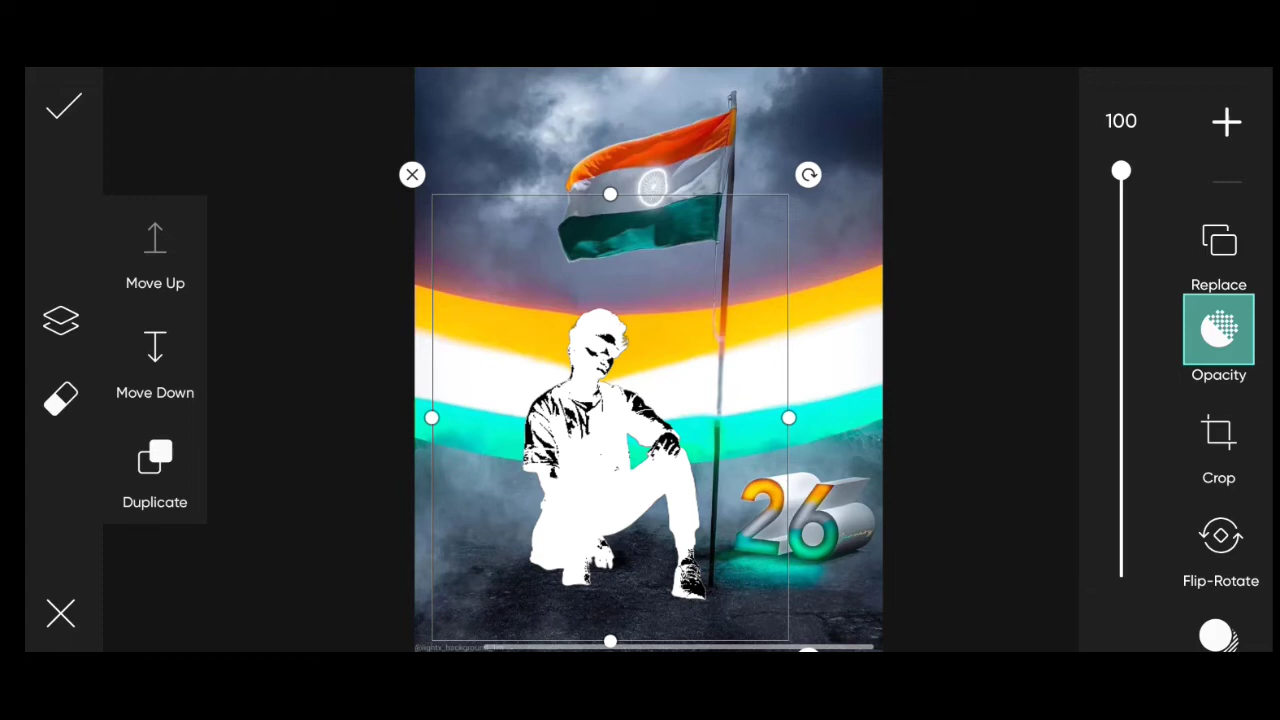 100
Move Up
Replace
Move Down
Opacity
Duplicate
Crop
26
Flip-Rotate